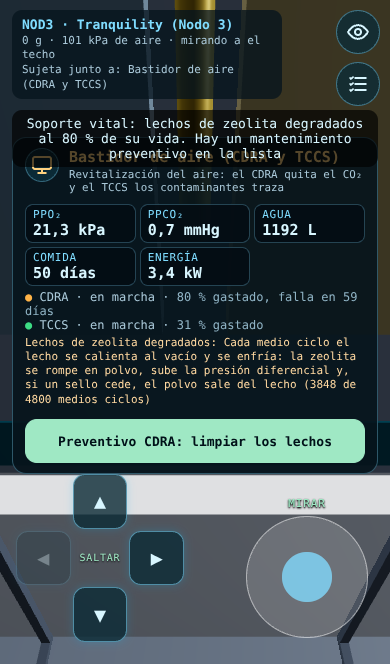 NOD3 · Tranquility (Nodo 3)
0 g · 101 kPa de aire · mirando a el
techo
Sujeta junto a: Bastidor de aire
(CDRA y TCCS)
Soporte vital: lechos de zeolita degradados
al 80 % de su vida. Hay un mantenimiento
preventivo en la lista
Bastidor de aire (CDRA y TCCS)
Revitalización del aire: el CDRA quita el CO₂
y el TCCS los contaminantes traza
PPO₂
21,3 kPa
PPCO₂
0,7 mmHg
AGUA
1192 L
COMIDA
50 días
ENERGÍA
3,4 kW
CDRA · en marcha · 80 % gastado, falla en 59
días
TCCS · en marcha · 31 % gastado
Lechos de zeolita degradados: Cada medio ciclo el
lecho se calienta al vacío y se enfría: la zeolita
se rompe en polvo, sube la presión diferencial y,
si un sello cede, el polvo sale del lecho (3848 de
4800 medios ciclos)
Preventivo CDRA: limpiar los lechos
MIRAR
SALTAR